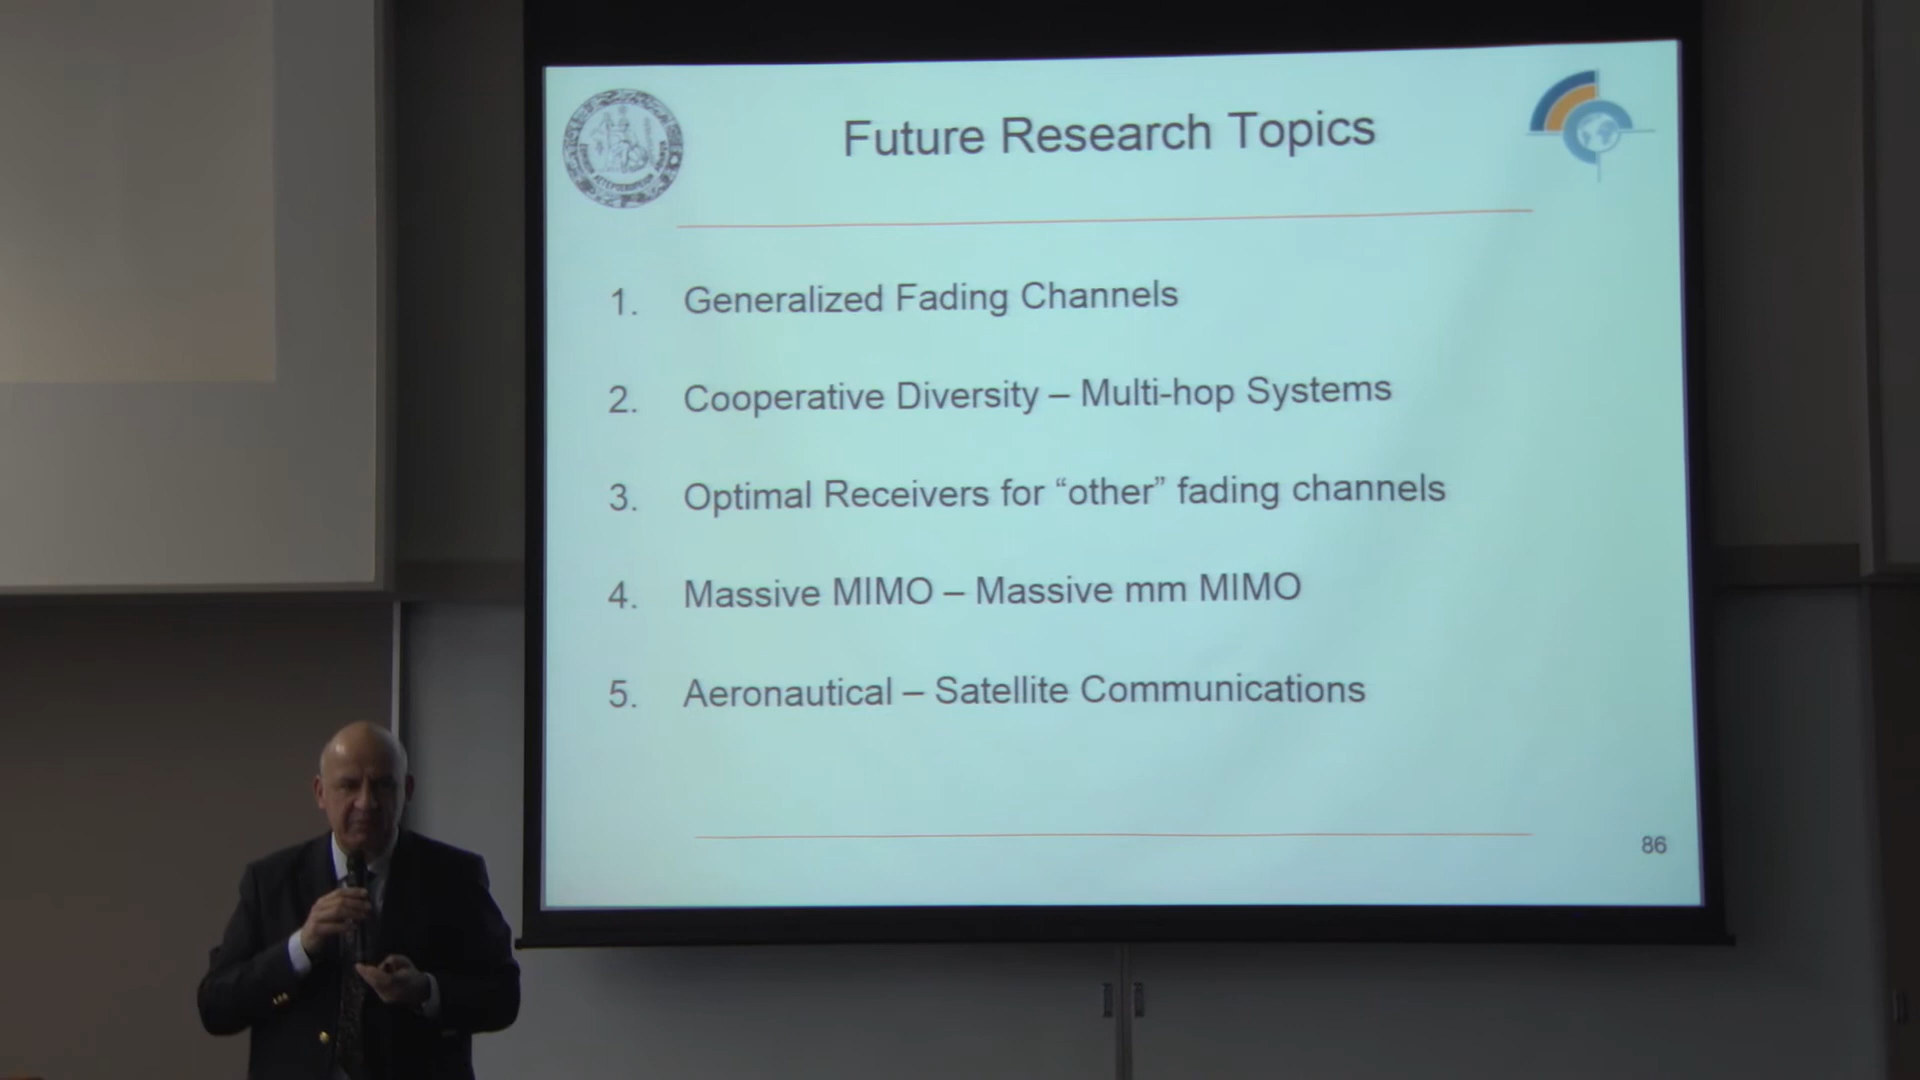 Future Research Topics
1. Generalized Fading Channels
2. Cooperative Diversity – Multi-hop Systems
3. Optimal Receivers for “other” fading channels
4. Massive MIMO – Massive mm MIMO
5. Aeronautical – Satellite Communications
86